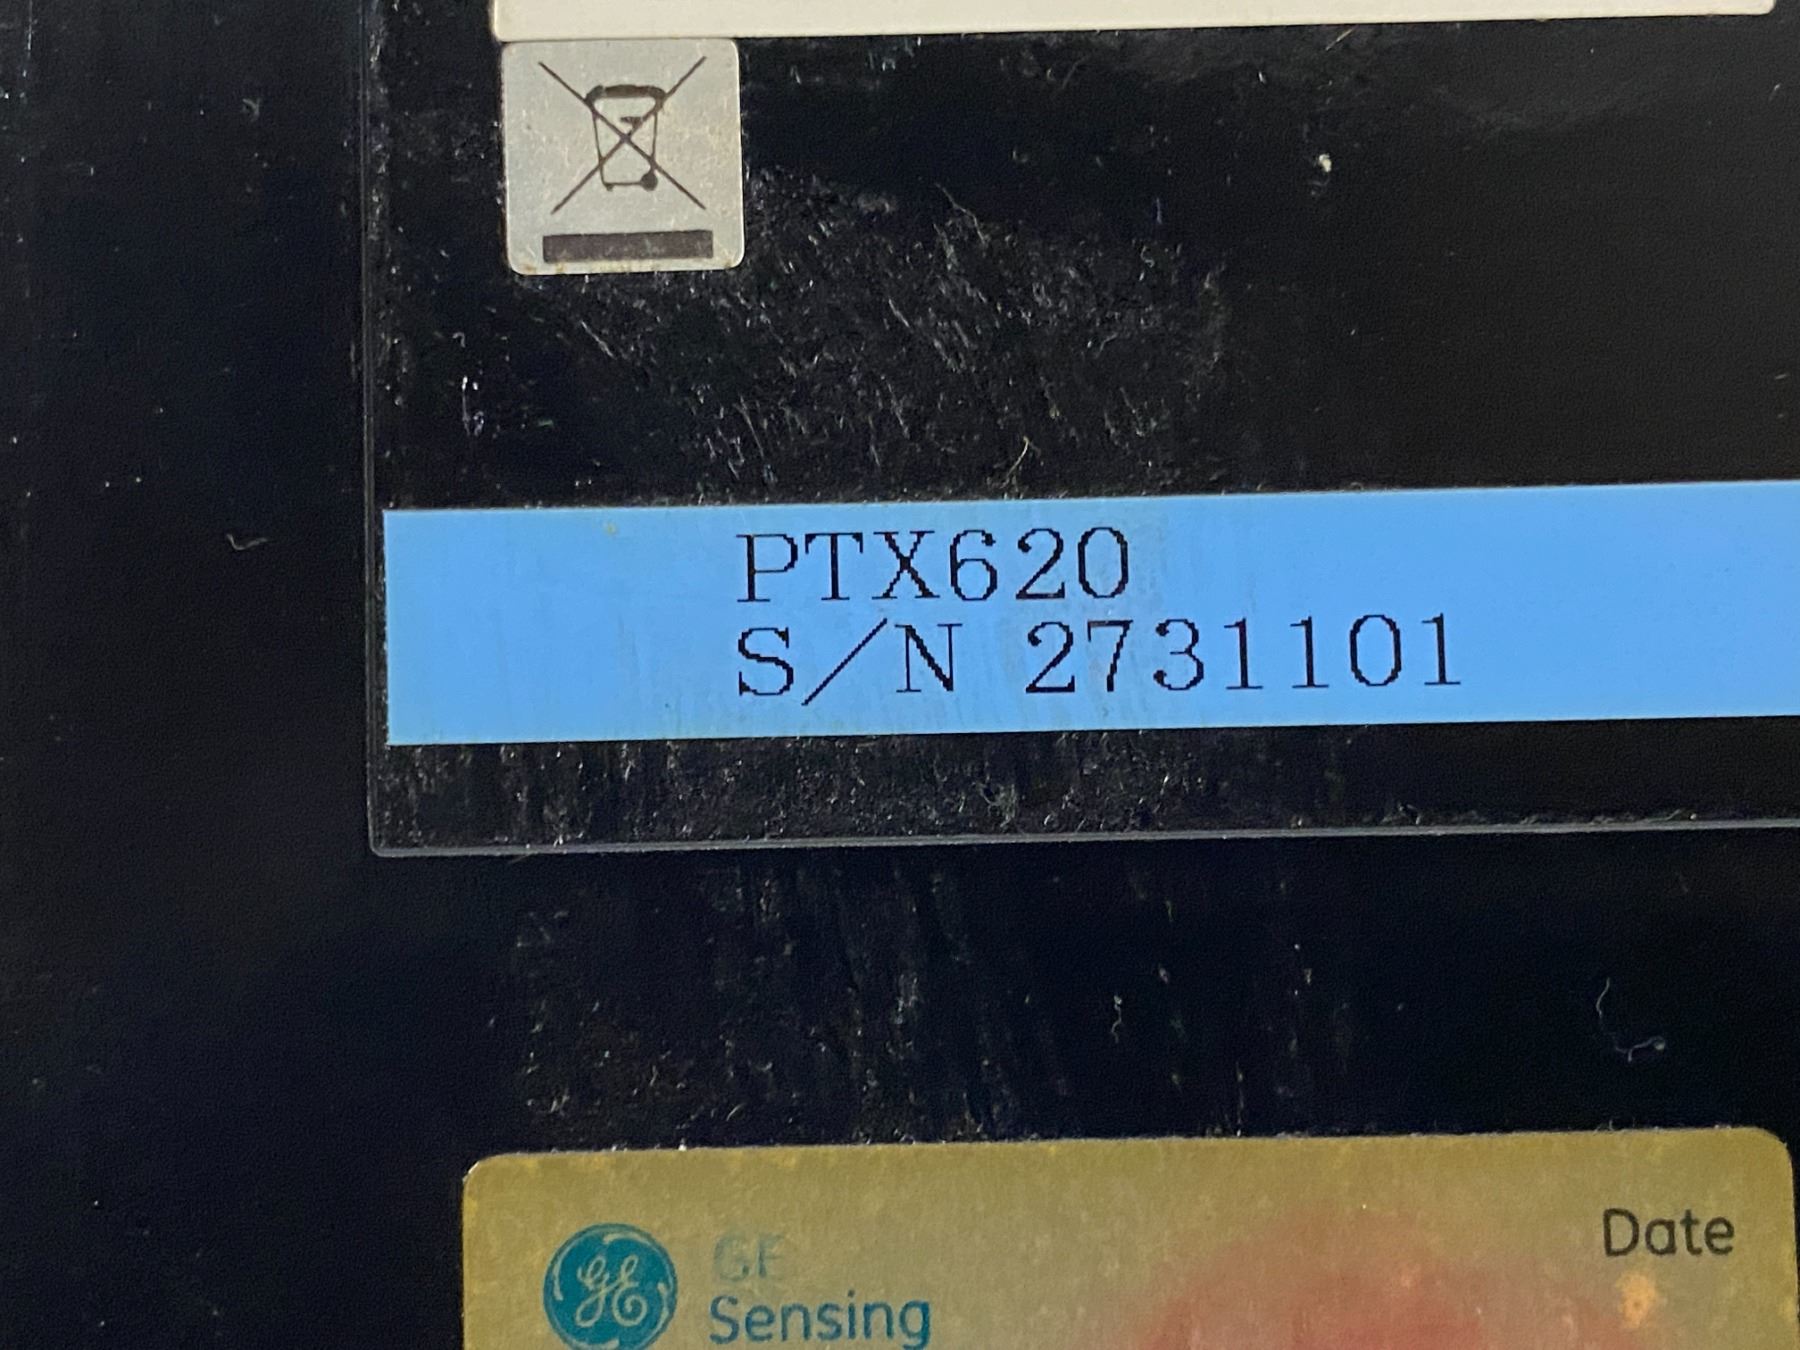 PTX620
S/N 2731101
GE
Sensing
Date